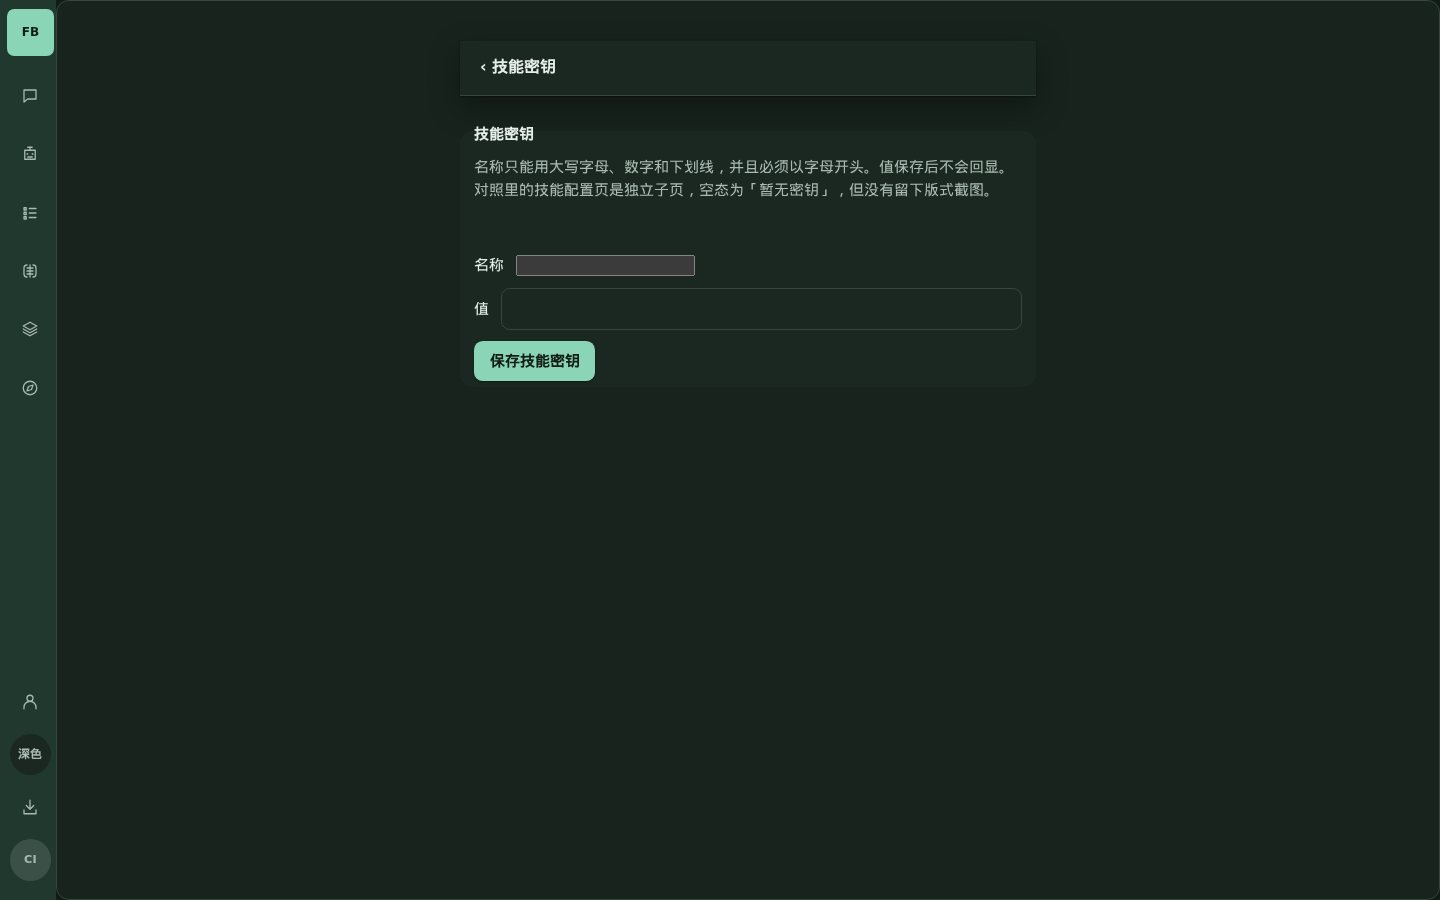 FB
‹ 技能密钥
技能密钥
名称只能用大写字母、数字和下划线，并且必须以字母开头。值保存后不会回显。
对照里的技能配置页是独立子页，空态为「暂无密钥」，但没有留下版式截图。
名称
值
保存技能密钥
深色
CI